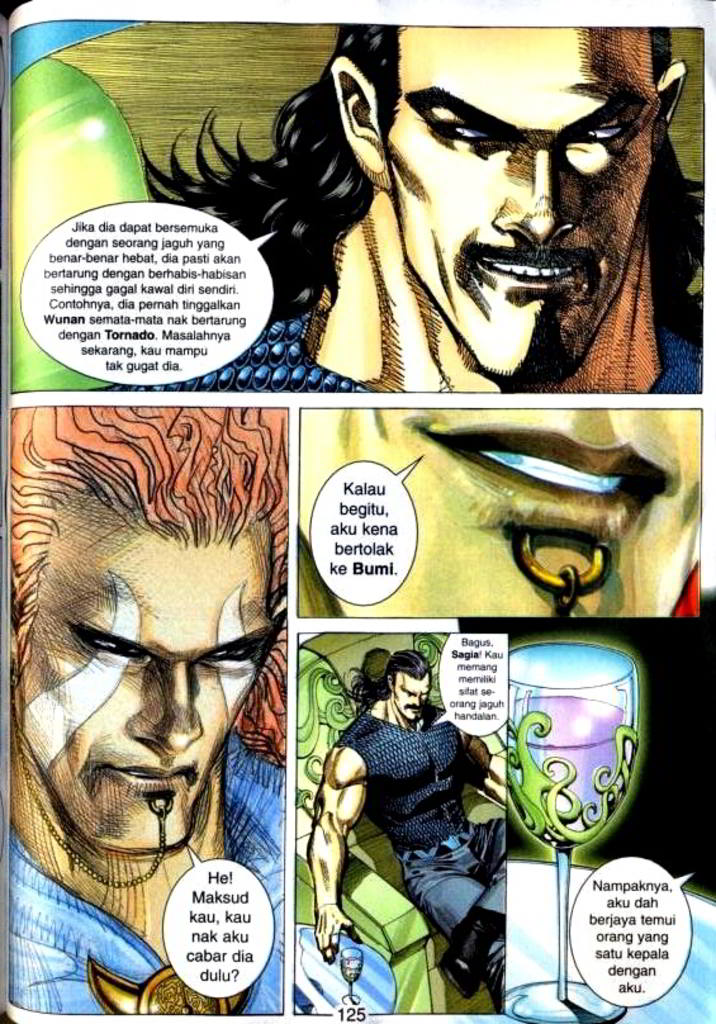 Jika dia dapat bersemuka
dengan seorang jaguh yang
benar-benar hebat, dia pasti akan
bertarung dengan berhabis-habisan
sehingga gagal kawal diri sendiri.
Contohnya, dia pernah tinggalkan
Wunan semata-mata nak bertarung
dengan Tornado. Masalahnya
sekarang, kau mampu
tak gugat dia.
He!
Maksud
kau, kau
nak aku
cabar dia
dulu?
Kalau
begitu,
aku kena
bertolak
ke Bumi.
Bagus,
Sagia! Kau
memang
memiliki
sifat se-
orang jaguh
handalan.
Nampaknya,
aku dah
berjaya temui
orang yang
satu kepala
dengan
aku.
125